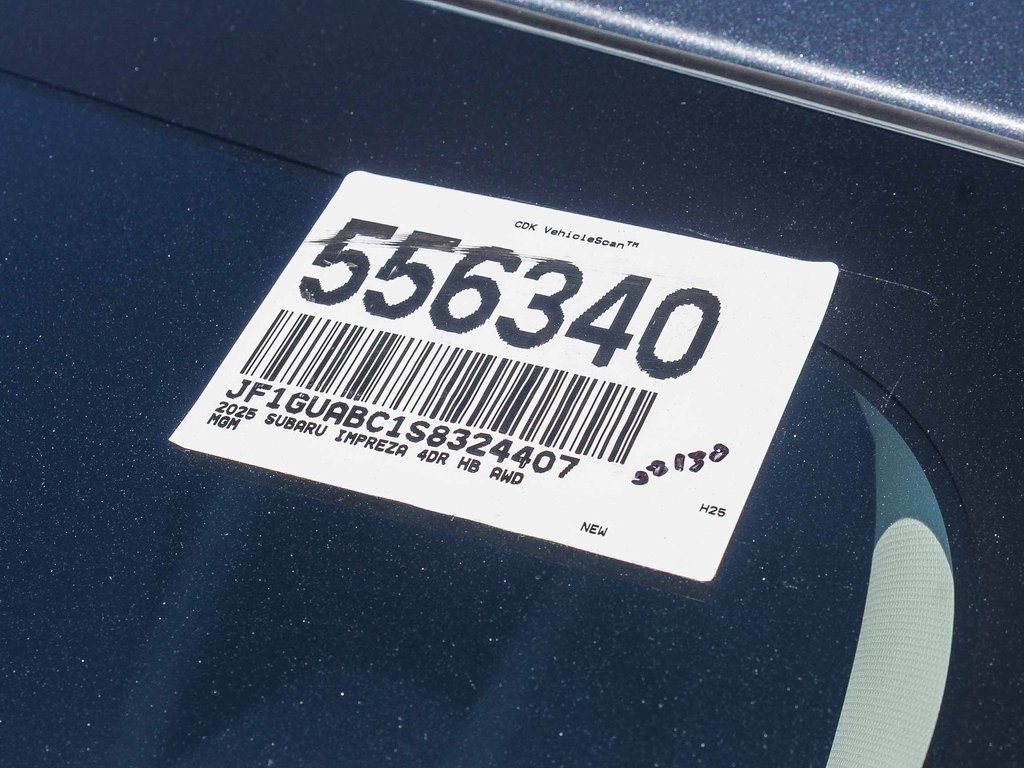 CDK VehicleScan™
556340
JF1GUABC1S8324407
2025 SUBARU IMPREZA 4DR HB AWD
MGM
NEW
H25